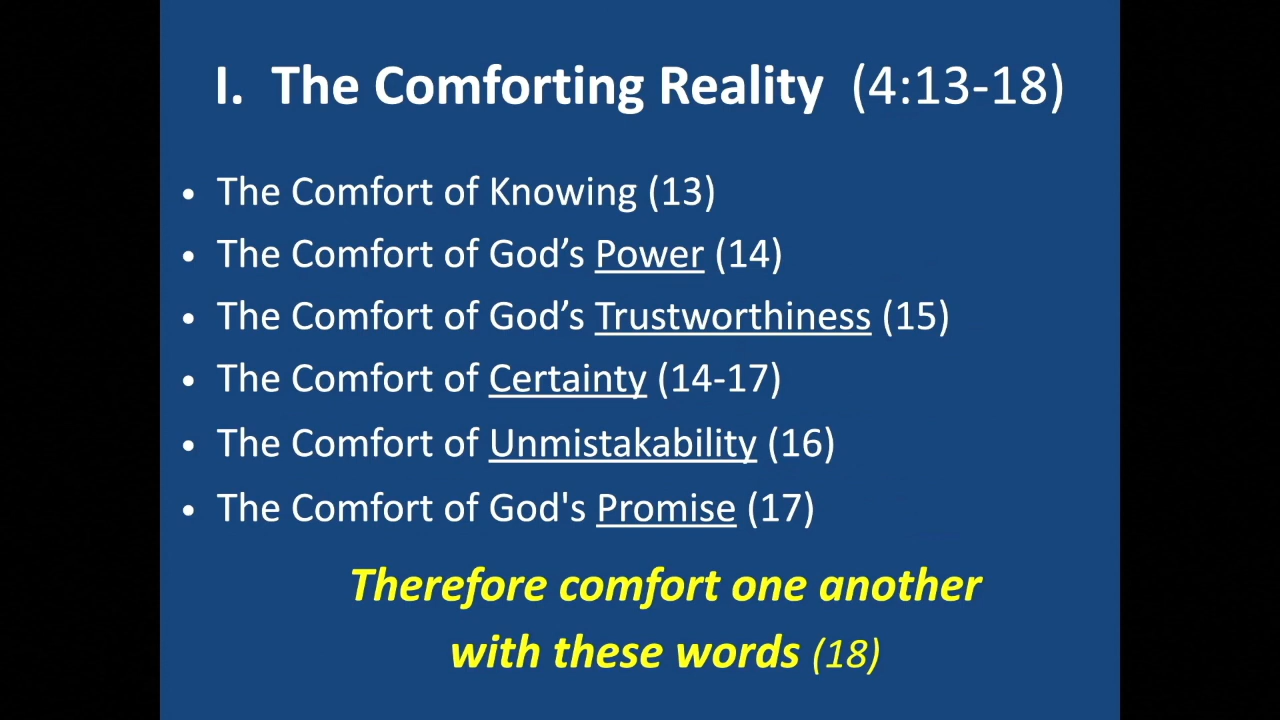 I. The Comforting Reality (4:13-18)
• The Comfort of Knowing (13)
• The Comfort of God’s Power (14)
• The Comfort of God’s Trustworthiness (15)
• The Comfort of Certainty (14-17)
• The Comfort of Unmistakability (16)
• The Comfort of God's Promise (17)
Therefore comfort one another
with these words (18)